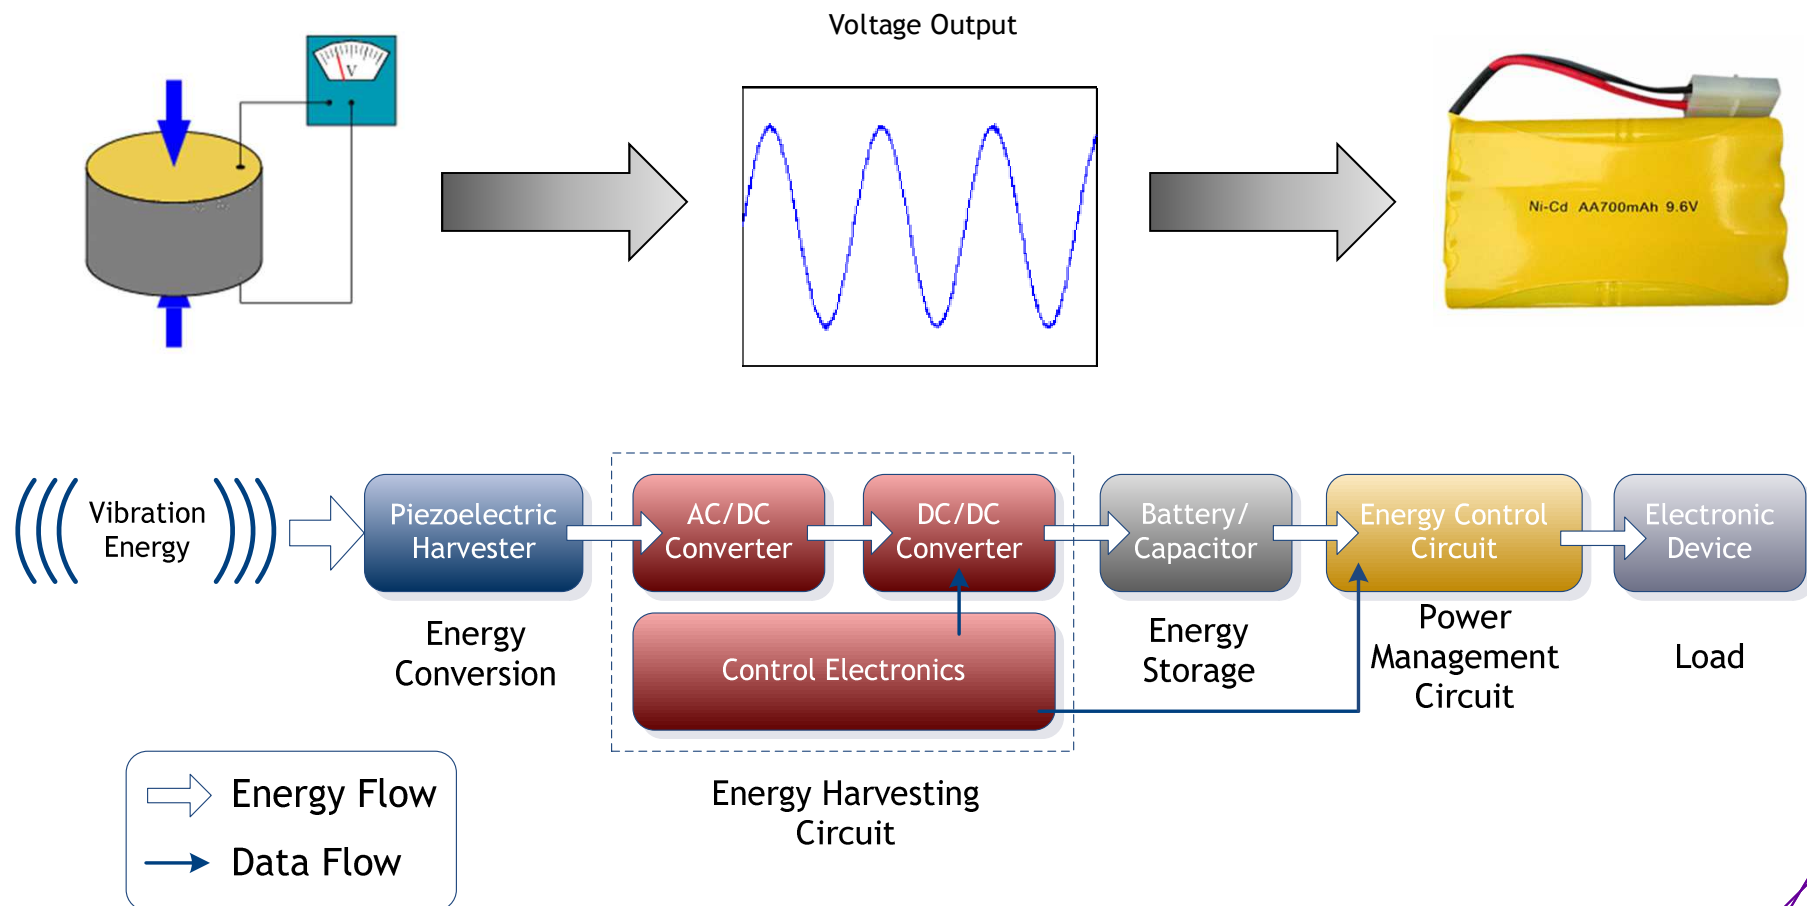 Voltage Output
V
Ni-Cd AA700mAh 9.6V
Vibration
Energy
Piezoelectric
Harvester
AC/DC
Converter
DC/DC
Converter
Battery/
Capacitor
Energy Control
Circuit
Electronic
Device
Control Electronics
Energy
Conversion
Energy
Storage
Power
Management
Circuit
Load
Energy Harvesting
Circuit
Energy Flow
Data Flow